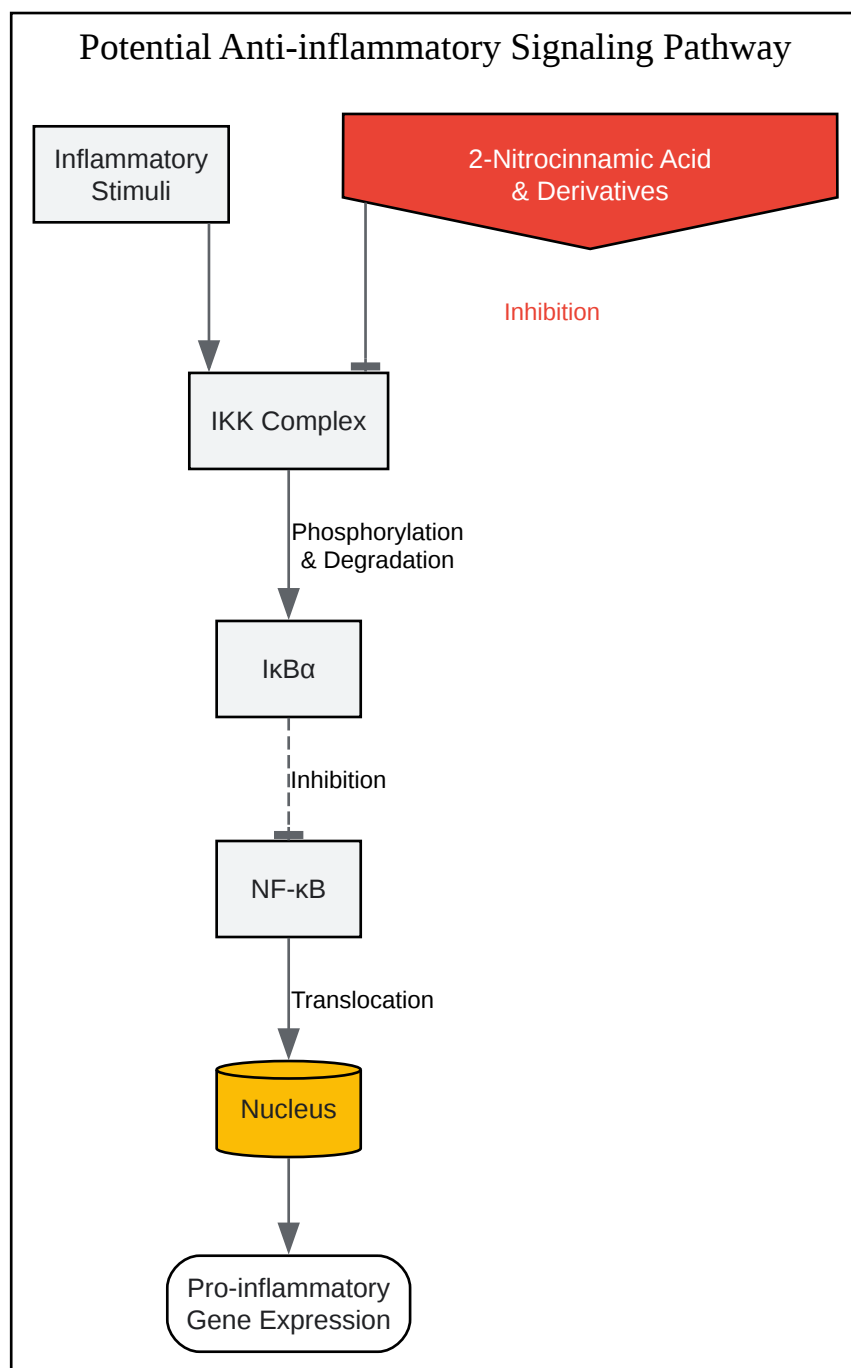 Potential Anti-inflammatory Signaling Pathway
Inflammatory
Stimuli
2-Nitrocinnamic Acid
& Derivatives
Inhibition
IKK Complex
Phosphorylation
& Degradation
IκBα
Inhibition
NF-κB
Translocation
Nucleus
Pro-inflammatory
Gene Expression